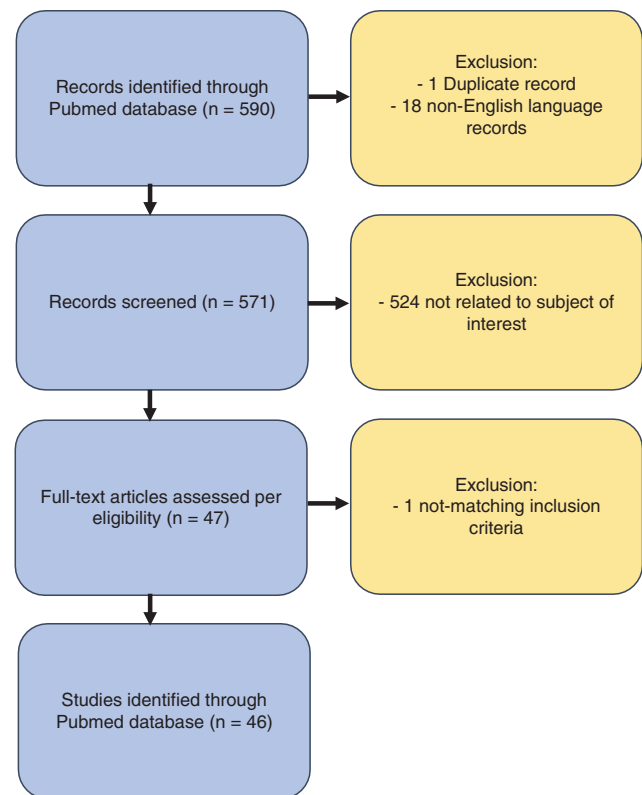 Records identified through
Pubmed database (n = 590)
Exclusion:
- 1 Duplicate record
- 18 non-English language
records
Records screened (n = 571)
Exclusion:
- 524 not related to subject of
interest
Full-text articles assessed per
eligibility (n = 47)
Exclusion:
- 1 not-matching inclusion
criteria
Studies identified through
Pubmed database (n = 46)